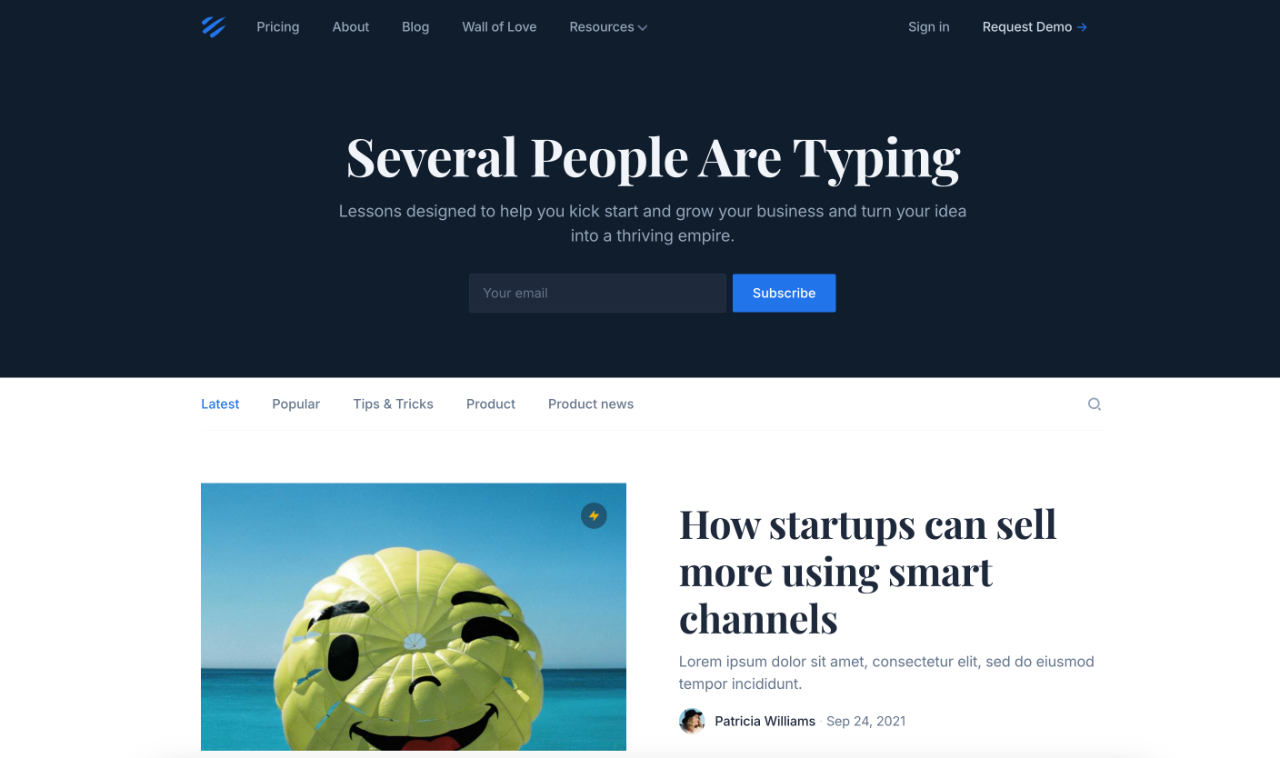 Pricing About Blog Wall of Love Resources Sign in Request Demo →
Several People Are Typing
Lessons designed to help you kick start and grow your business and turn your idea
into a thriving empire.
Your email Subscribe
Latest Popular Tips & Tricks Product Product news
How startups can sell
more using smart
channels
Lorem ipsum dolor sit amet, consectetur elit, sed do eiusmod
tempor incididunt.
Patricia Williams · Sep 24, 2021